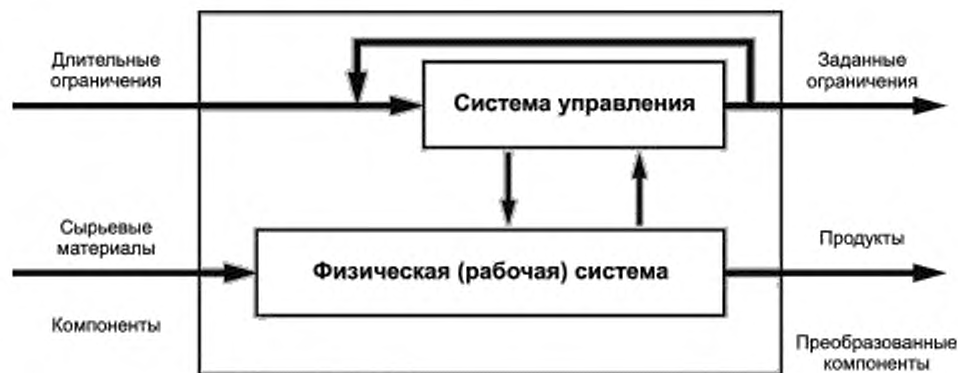 Длительные
ограничения
Заданные
ограничения
Система управления
Сырьевые
материалы
Продукты
Физическая (рабочая) система
Компоненты
Преобразованные
компоненты